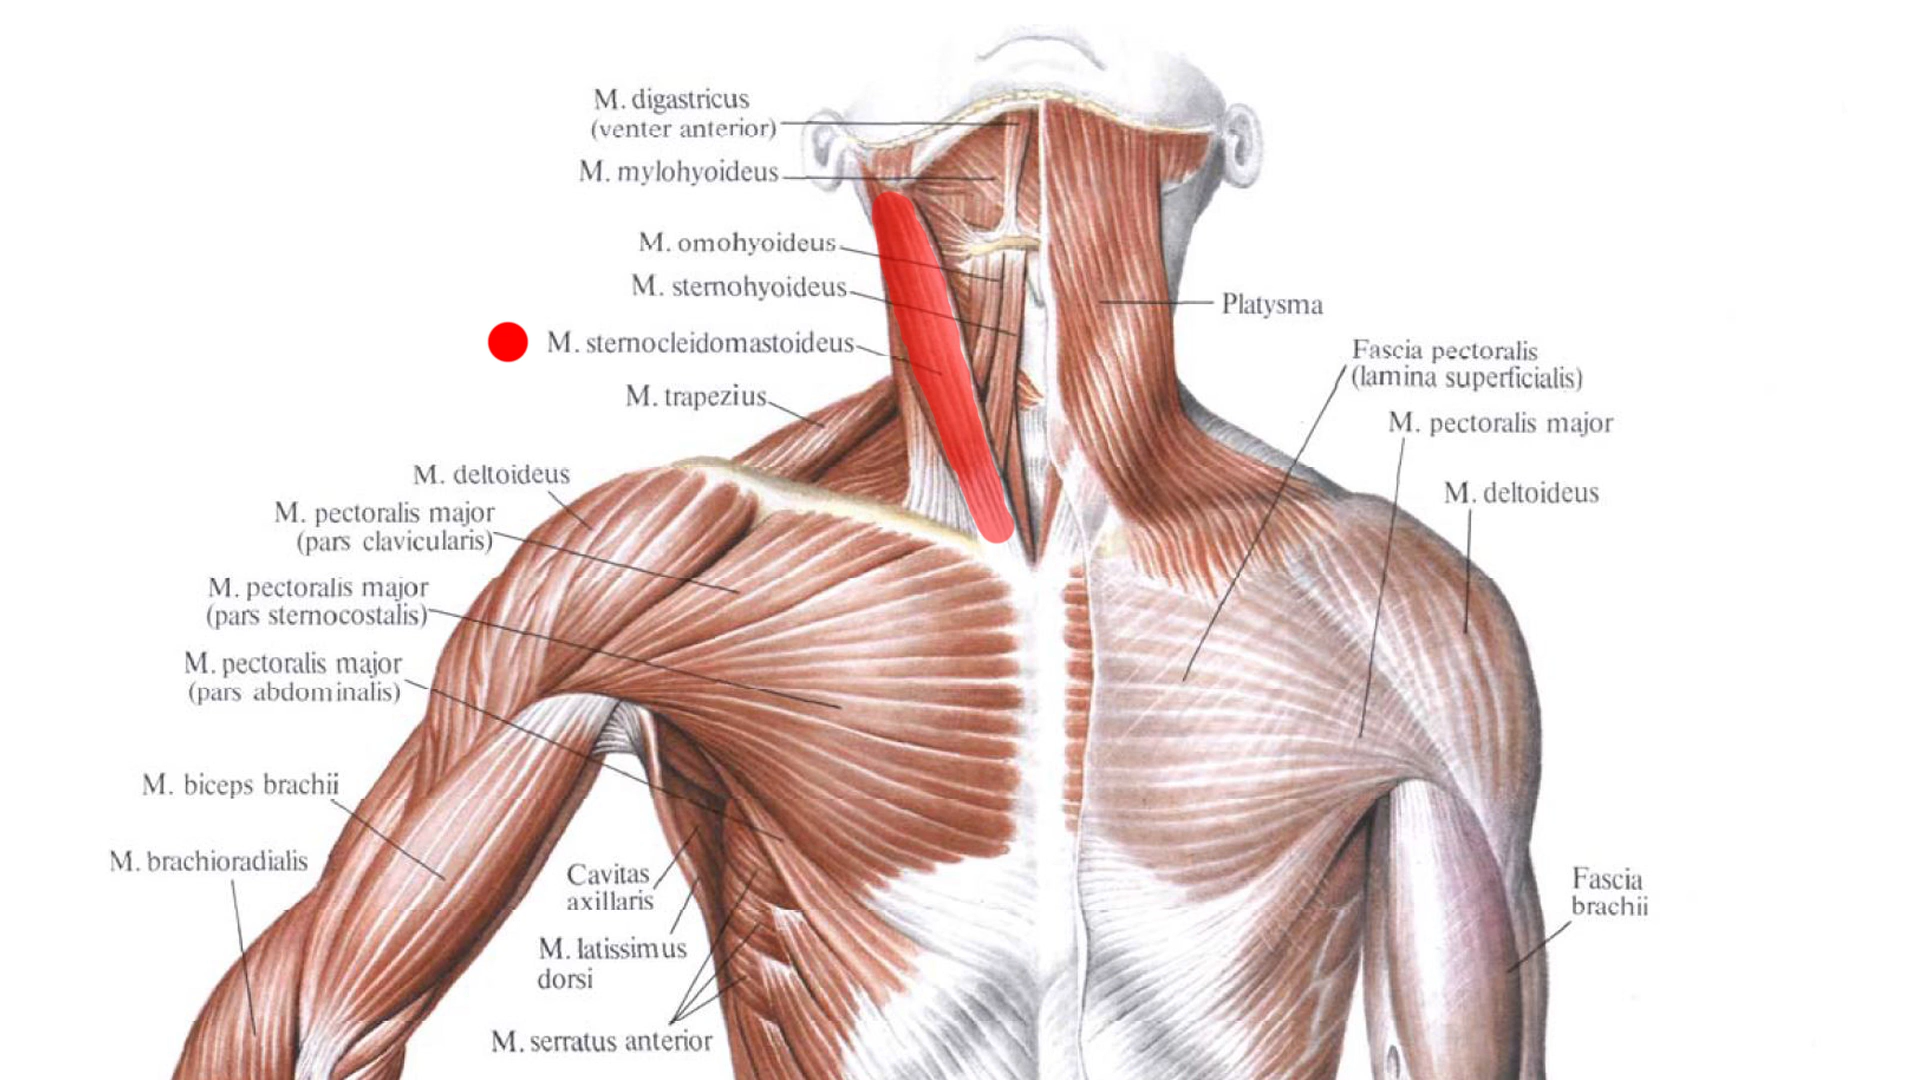 M. digastricus
(venter anterior)
M. mylohyoideus
M. omohyoideus
M. sternohyoideus
M. sternocleidomastoideus
M. trapezius
M. deltoideus
M. pectoralis major
(pars clavicularis)
M. pectoralis major
(pars sternocostalis)
M. pectoralis major
(pars abdominalis)
M. biceps brachii
M. brachioradialis
Cavitas
axillaris
M. latissimus
dorsi
M. serratus anterior
Platysma
Fascia pectoralis
(lamina superficialis)
M. pectoralis major
M. deltoideus
Fascia
brachii